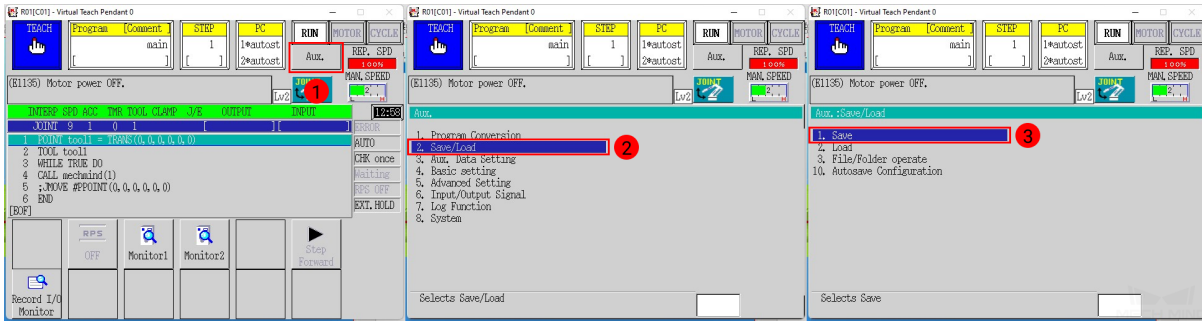 R01[C01] - Virtual Teach Pendant 0
TEACH
Program [Comment ]
main
[ ]
STEP
1
[ ]
PC
1*autost
2*autost
RUN
MOTOR
CYCLE
Aux.
REP. SPD
100%
(E1135) Motor power OFF.
Lv2
JOINT
MAN. SPEED
2.
H
1
INTERP SPD ACC TMR TOOL CLAMP J/E OUTPUT INPUT
12:58
JOINT 9 1 0 1 [ ][ ]
1 POINT tool1 = TRANS(0,0,0,0,0,0)
2 TOOL tool1
3 WHILE TRUE DO
4 CALL mechmind(1)
5 ;JMOVE #PPOINT(0,0,0,0,0,0)
6 END
[EOF]
ERROR
AUTO
CHK once
Waiting
RPS OFF
EXT. HOLD
RPS
OFF
Monitor1
Monitor2
Step
Forward
Record I/O
Monitor
R01[C01] - Virtual Teach Pendant 0
TEACH
Program [Comment ]
main
[ ]
STEP
1
[ ]
PC
1*autost
2*autost
RUN
MOTOR
CYCLE
Aux.
REP. SPD
100%
(E1135) Motor power OFF.
Lv2
JOINT
MAN. SPEED
2.
H
Aux.
1. Program Conversion
2. Save/Load
3. Aux. Data Setting
4. Basic setting
5. Advanced Setting
6. Input/Output Signal
7. Log Function
8. System
2
Selects Save/Load
R01[C01] - Virtual Teach Pendant 0
TEACH
Program [Comment ]
main
[ ]
STEP
1
[ ]
PC
1*autost
2*autost
RUN
MOTOR
CYCLE
Aux.
REP. SPD
100%
(E1135) Motor power OFF.
Lv2
JOINT
MAN. SPEED
2.
H
Aux.:Save/Load
1. Save
2. Load
3. File/Folder operate
10. Autosave Configuration
3
Selects Save